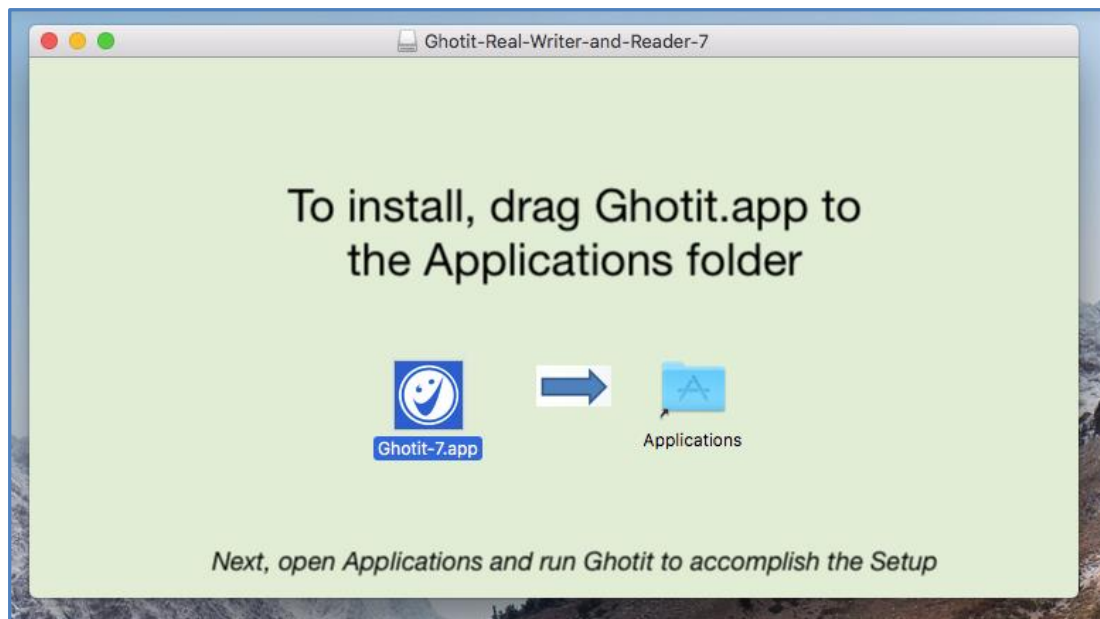 Ghotit-Real-Writer-and-Reader-7
To install, drag Ghotit.app to
the Applications folder
Ghotit-7.app
Applications
Next, open Applications and run Ghotit to accomplish the Setup